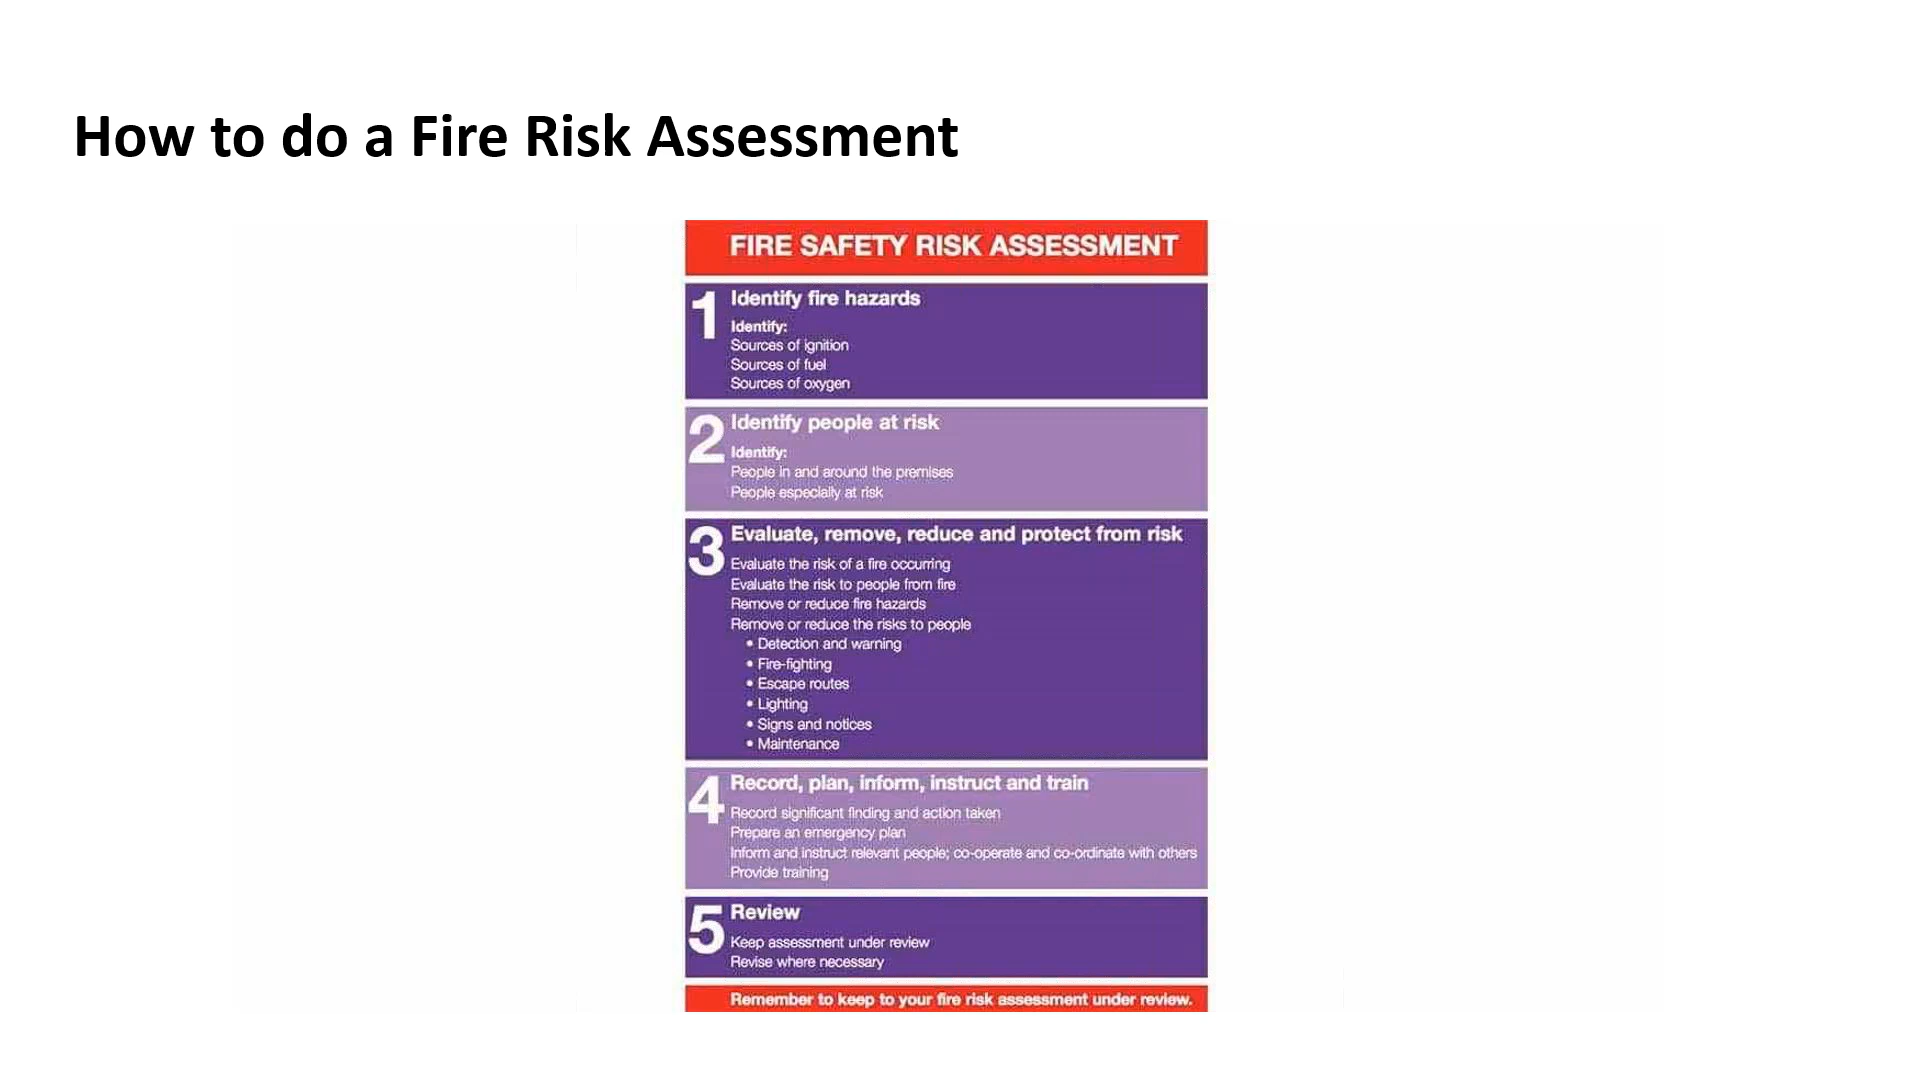 How to do a Fire Risk Assessment
FIRE SAFETY RISK ASSESSMENT
1
Identify fire hazards
Identify:
Sources of ignition
Sources of fuel
Sources of oxygen
2
Identify people at risk
Identify:
People in and around the premises
People especially at risk
3
Evaluate, remove, reduce and protect from risk
Evaluate the risk of a fire occurring
Evaluate the risk to people from fire
Remove or reduce fire hazards
Remove or reduce the risks to people
• Detection and warning
• Fire-fighting
• Escape routes
• Lighting
• Signs and notices
• Maintenance
4
Record, plan, inform, instruct and train
Record significant finding and action taken
Prepare an emergency plan
Inform and instruct relevant people; co-operate and co-ordinate with others
Provide training
5
Review
Keep assessment under review
Revise where necessary
Remember to keep to your fire risk assessment under review.